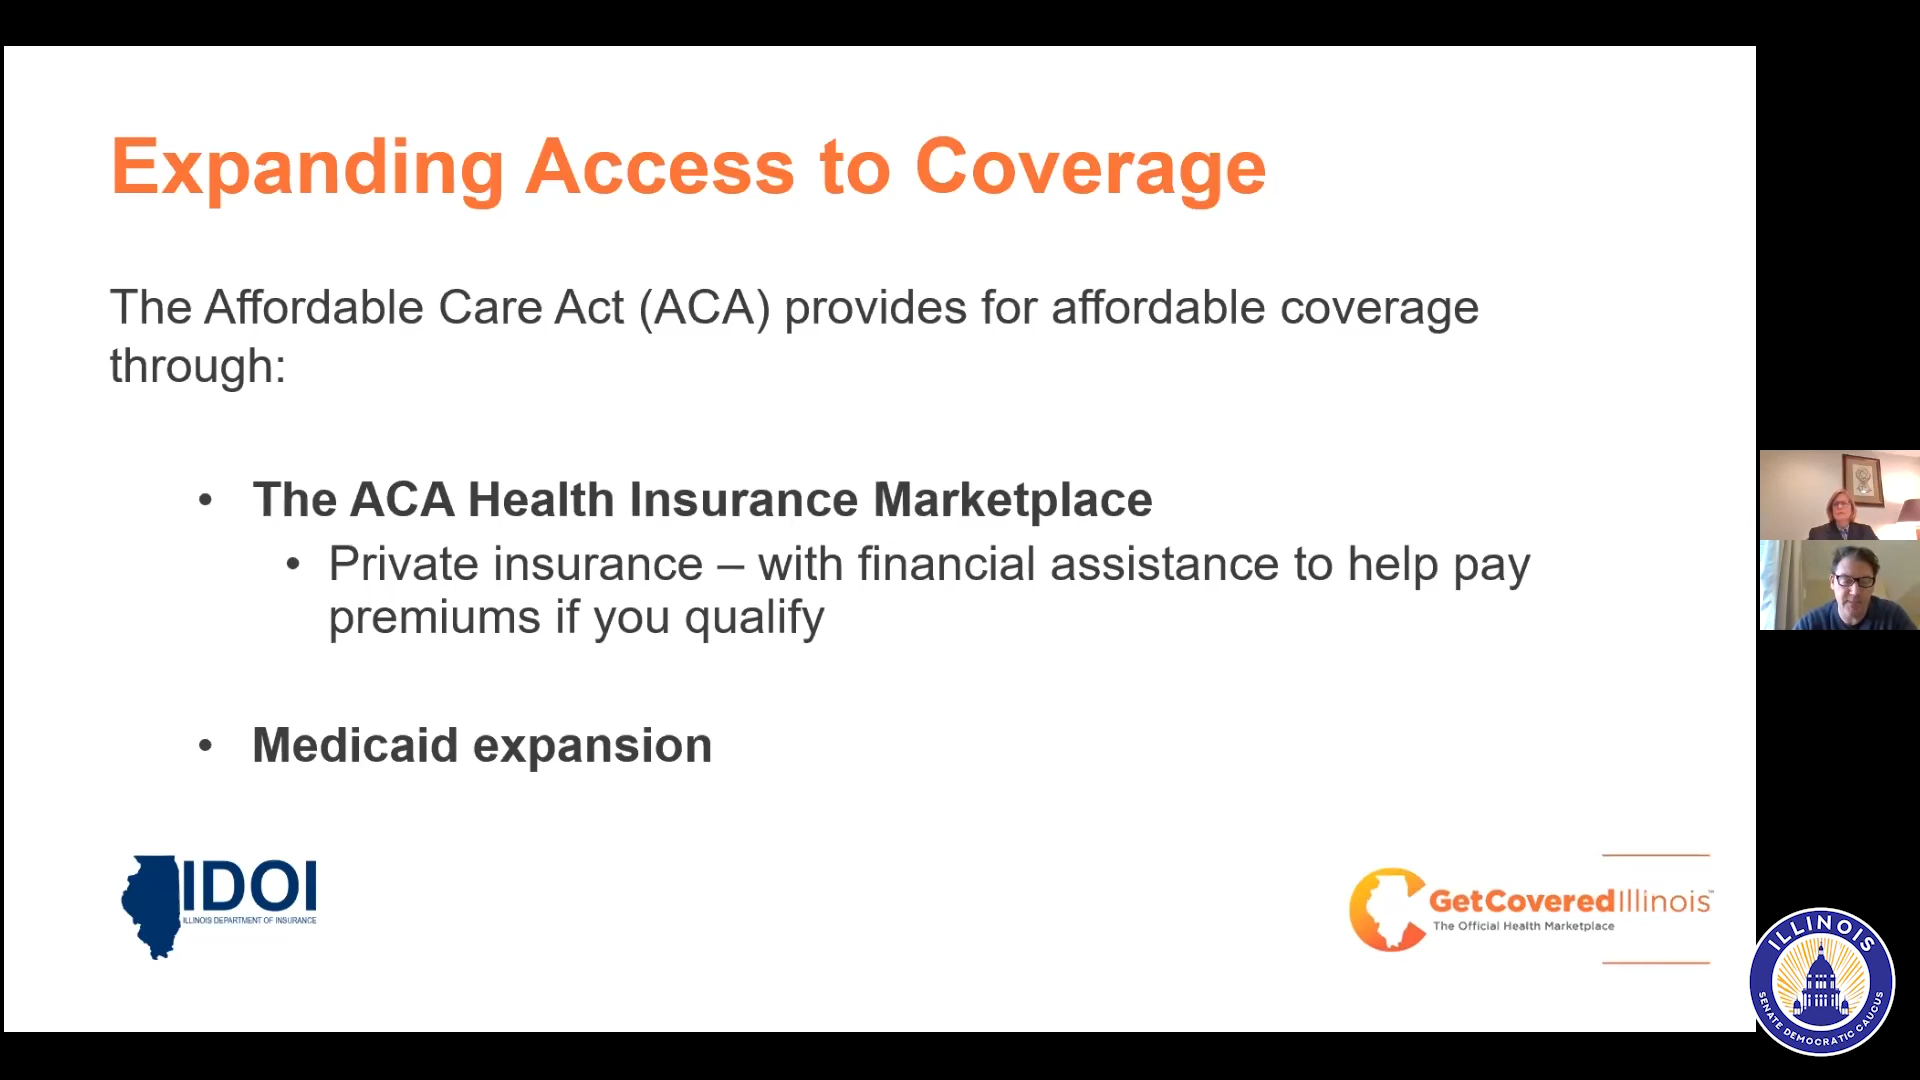 Expanding Access to Coverage
The Affordable Care Act (ACA) provides for affordable coverage
through:
• The ACA Health Insurance Marketplace
• Private insurance – with financial assistance to help pay
premiums if you qualify
• Medicaid expansion
IDOI
ILLINOIS DEPARTMENT OF INSURANCE
GetCoveredIllinois™
The Official Health Marketplace
ILLINOIS
SENATE DEMOCRATIC CAUCUS